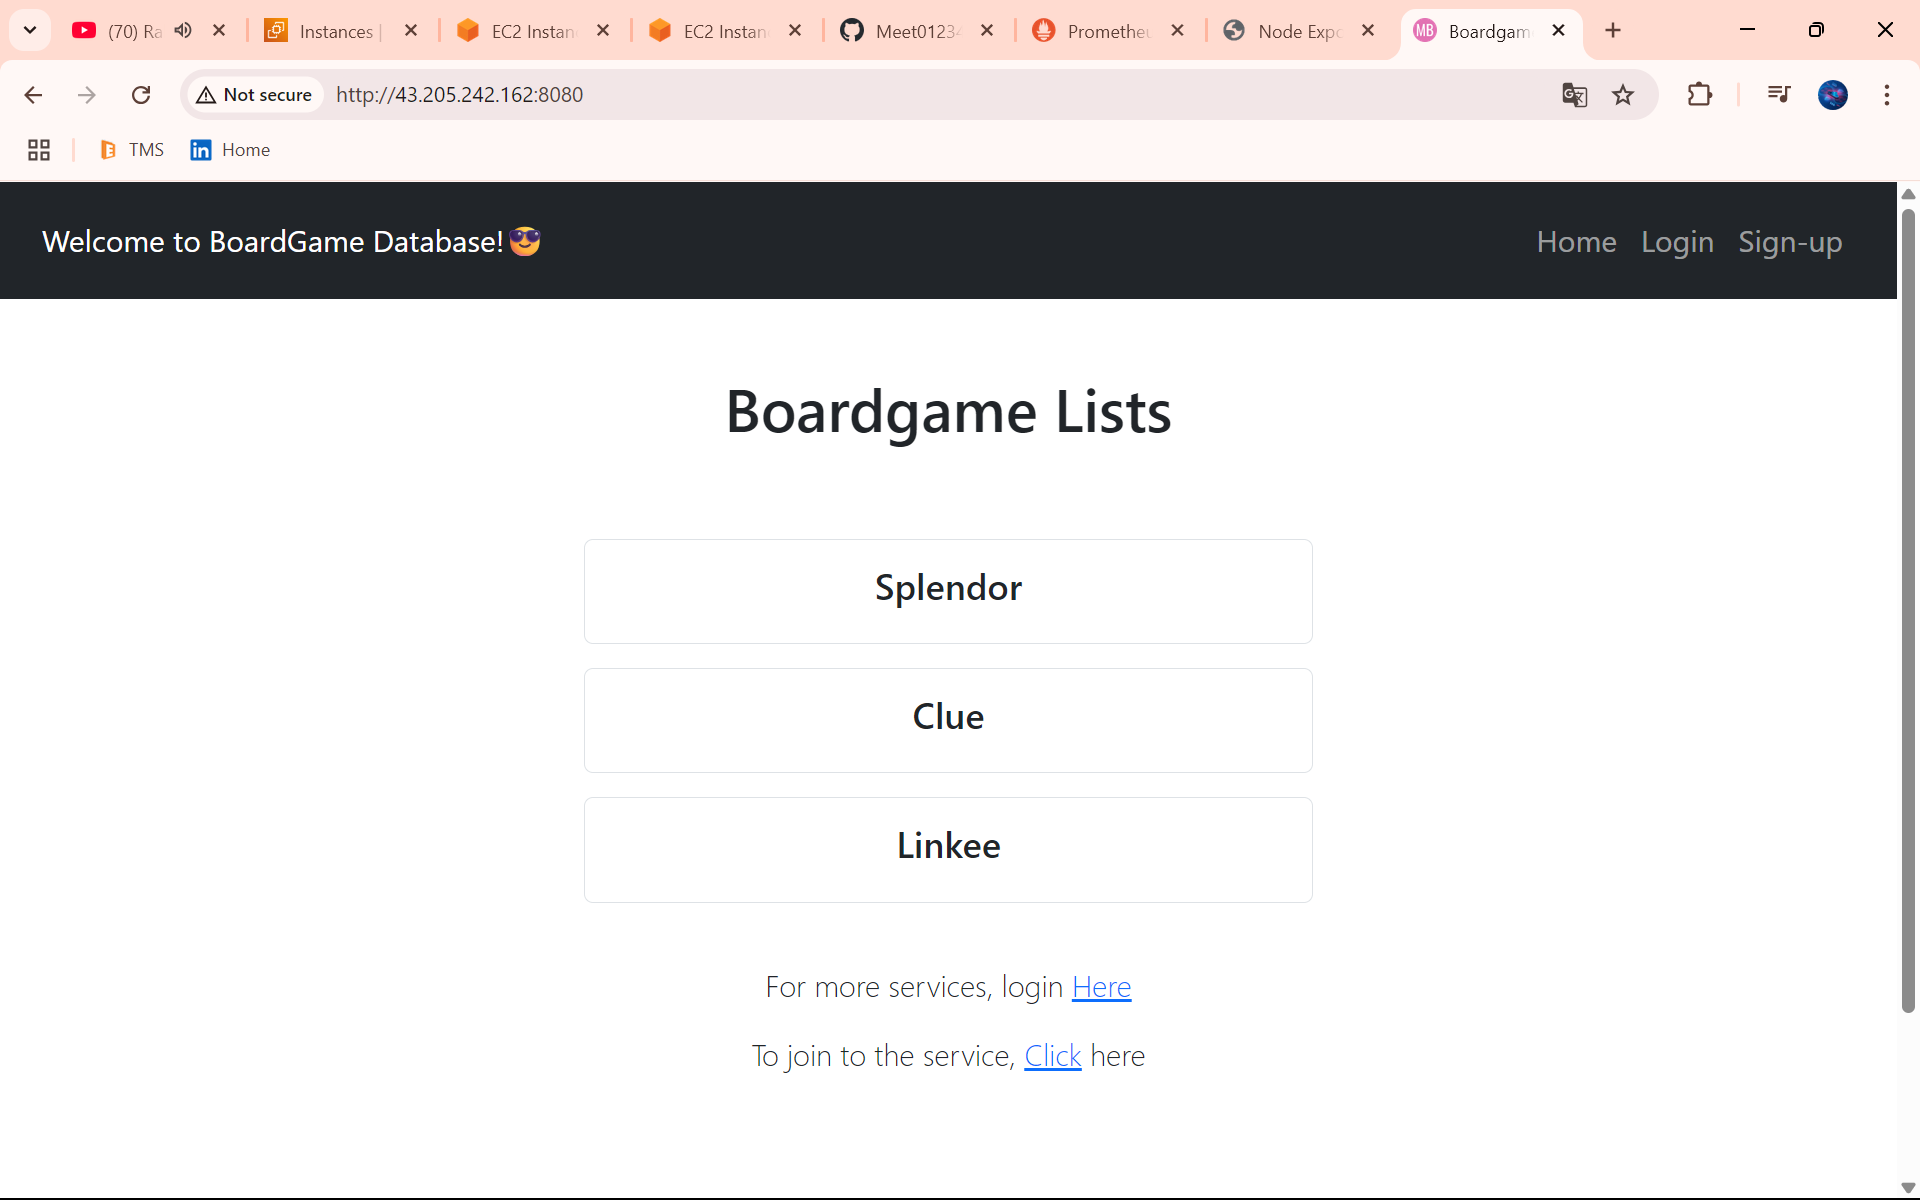 (70) Ra
Instances |
EC2 Instan
EC2 Instan
Meet01234
Prometheu
Node Expo
Boardgam
Not secure
http://43.205.242.162:8080
TMS
Home
Welcome to BoardGame Database!😎
Home Login Sign-up
Boardgame Lists
Splendor
Clue
Linkee
For more services, login Here
To join to the service, Click here